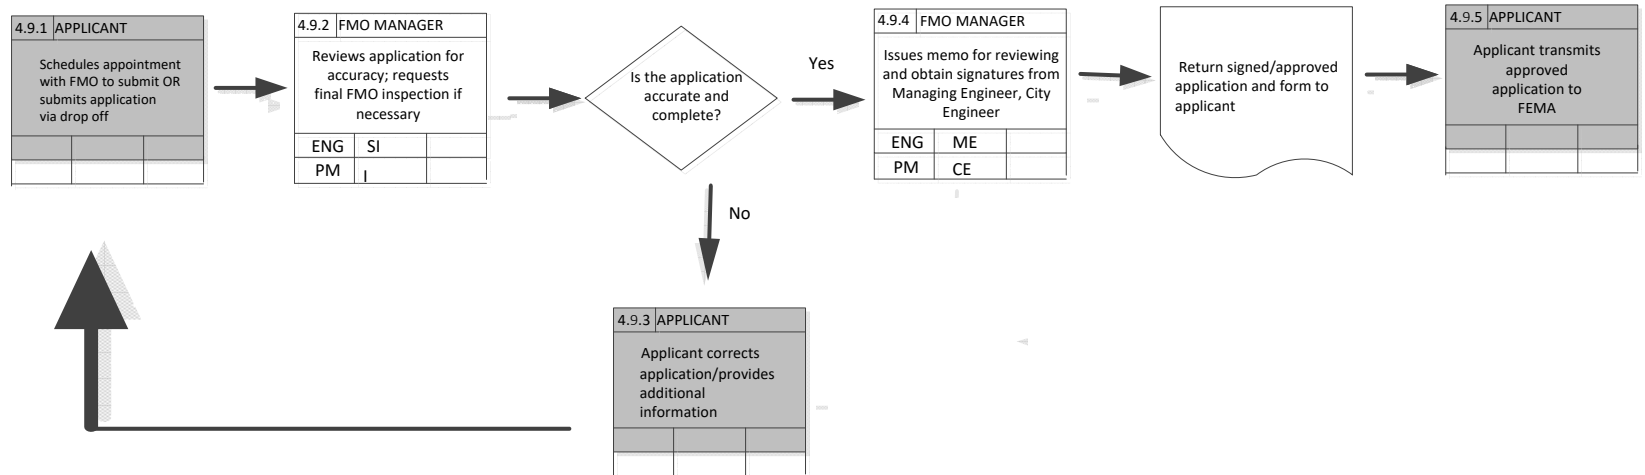 4.9.1 APPLICANT
Schedules appointment
with FMO to submit OR
submits application
via drop off
4.9.2 FMO MANAGER
Reviews application for
accuracy; requests
final FMO inspection if
necessary
ENG SI
PM I
Is the application
accurate and
complete?
Yes
No
4.9.3 APPLICANT
Applicant corrects
application/provides
additional
information
4.9.4 FMO MANAGER
Issues memo for reviewing
and obtain signatures from
Managing Engineer, City
Engineer
ENG ME
PM CE
Return signed/approved
application and form to
applicant
4.9.5 APPLICANT
Applicant transmits
approved
application to
FEMA